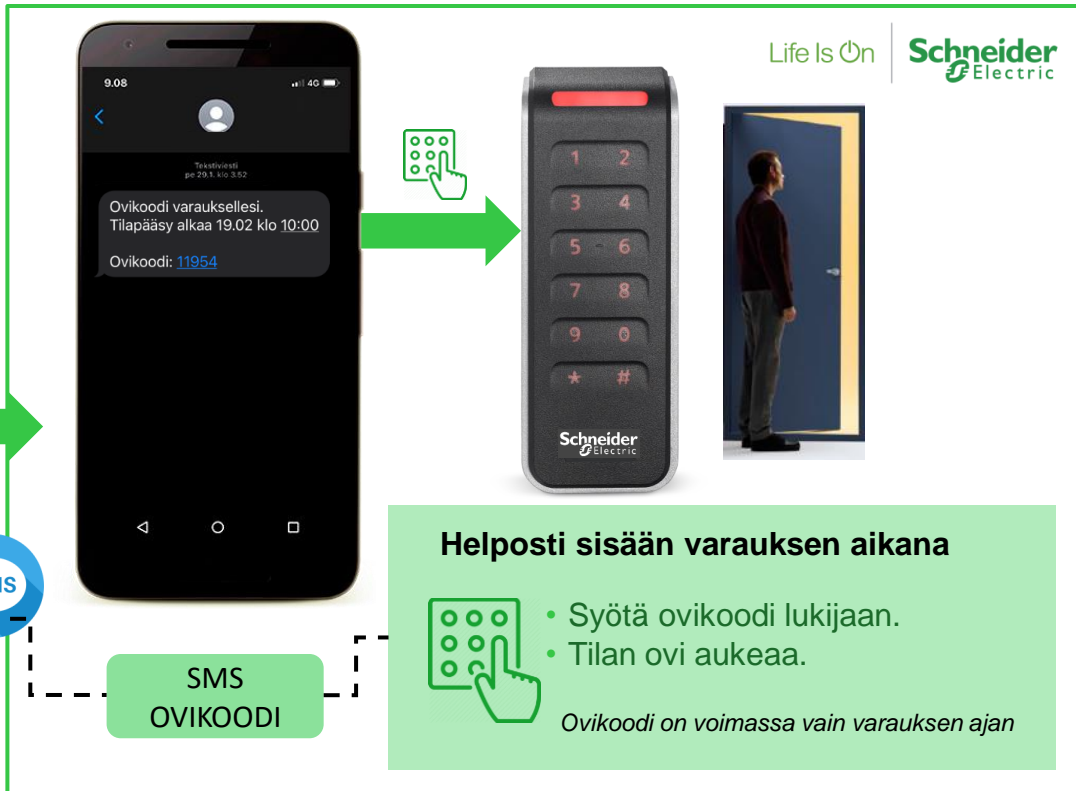 Life Is On
Schneider
Electric
9.08
4G
Tekstiviesti
pe 29.1. klo 3.52
Ovikoodi varauksellesi.
Tilapääsy alkaa 19.02 klo 10:00
Ovikoodi: 11954
1 2
3 4
5 6
7 8
9 0
* #
Schneider
Electric
Helposti sisään varauksen aikana
• Syötä ovikoodi lukijaan.
• Tilan ovi aukeaa.
Ovikoodi on voimassa vain varauksen ajan
SMS
OVIKOODI